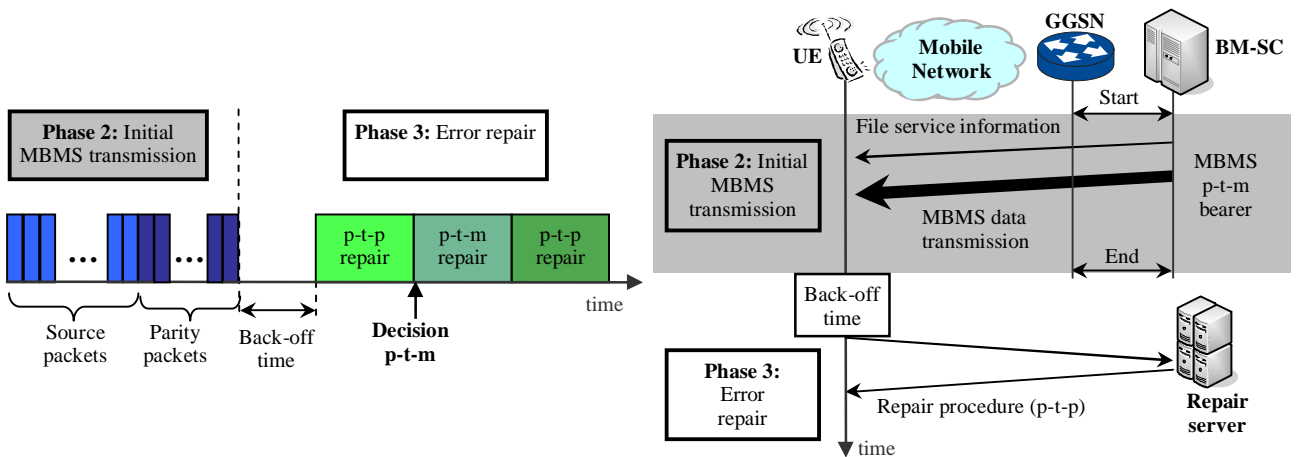 Phase 2: Initial
MBMS transmission
Phase 3: Error repair
...
...
p-t-p
repair
p-t-m
repair
p-t-p
repair
time
Source
packets
Parity
packets
Back-off
time
Decision
p-t-m
UE
Mobile
Network
GGSN
BM-SC
Start
File service information
Phase 2: Initial
MBMS
transmission
MBMS data
transmission
MBMS
p-t-m
bearer
End
Back-off
time
Phase 3:
Error
repair
Repair procedure (p-t-p)
Repair
server
time